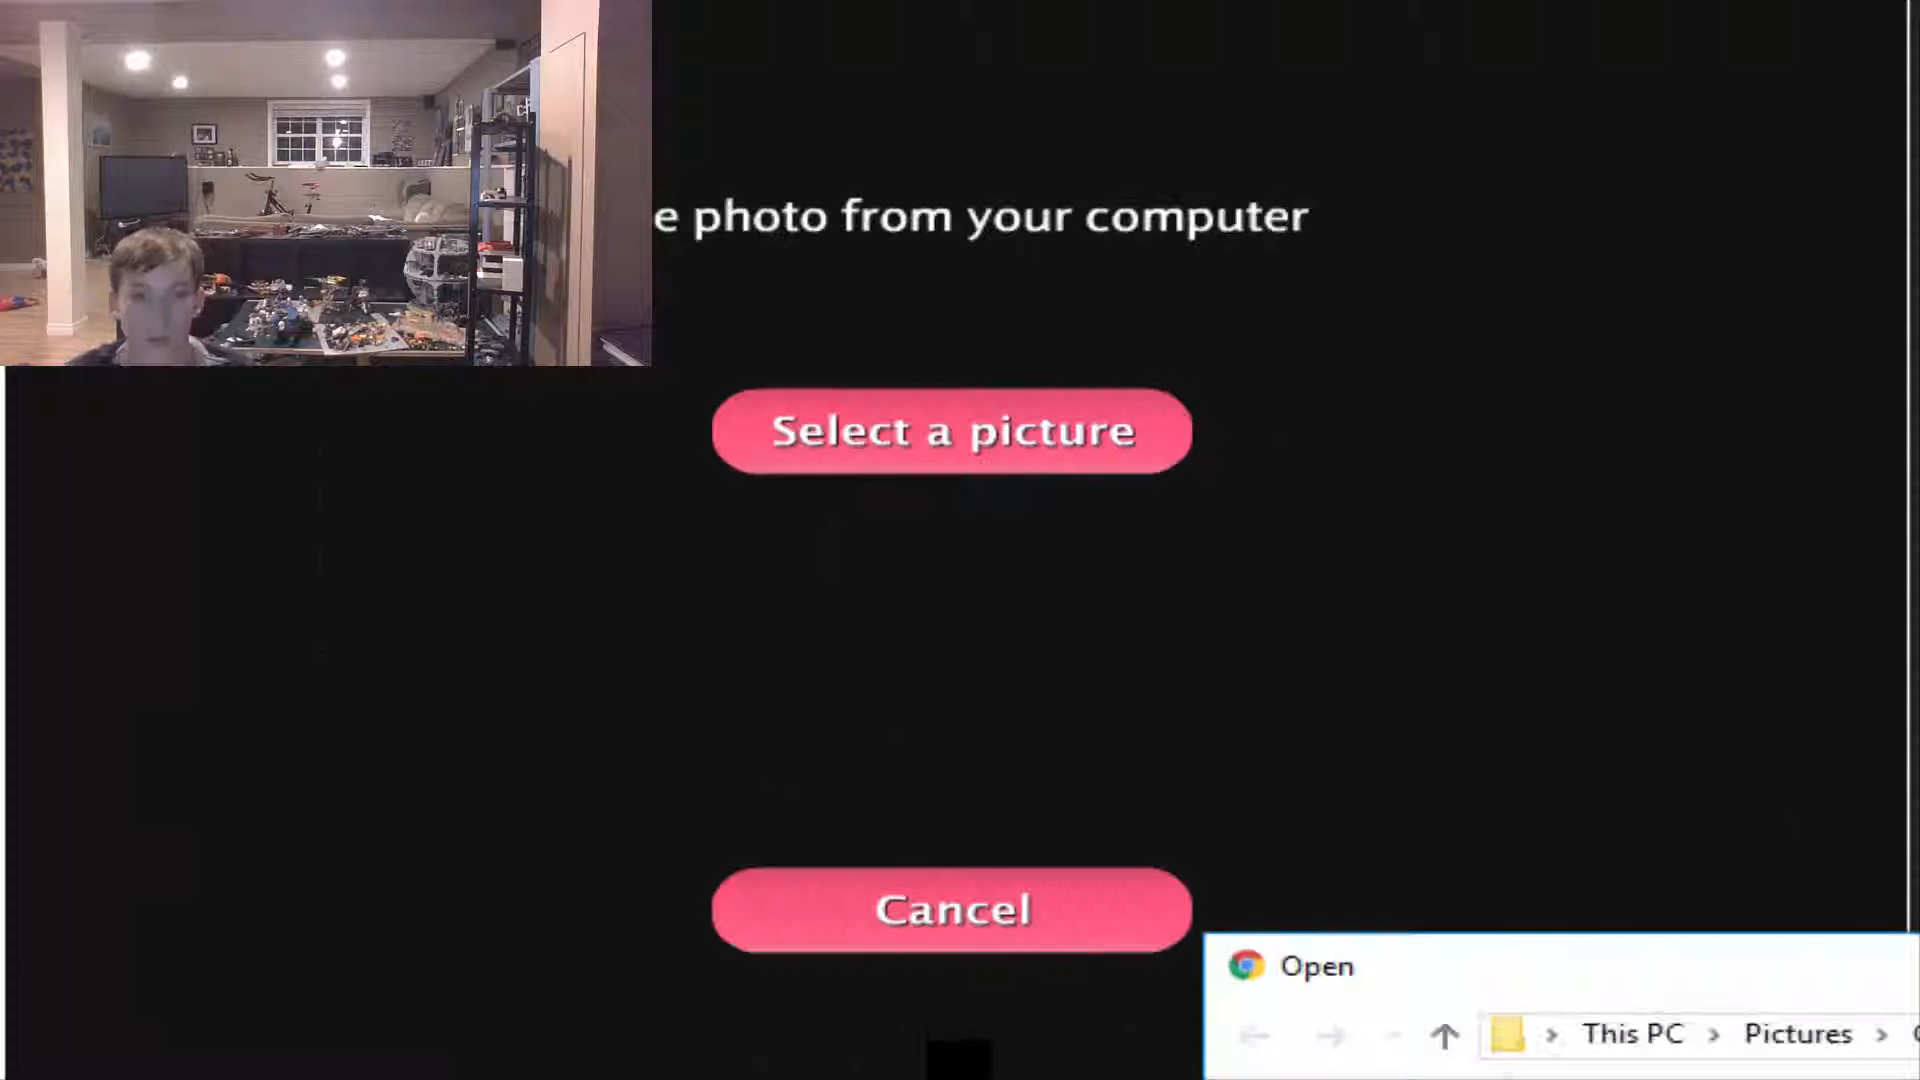 e photo from your computer
Select a picture
Cancel
Open
This PC > Pictures >